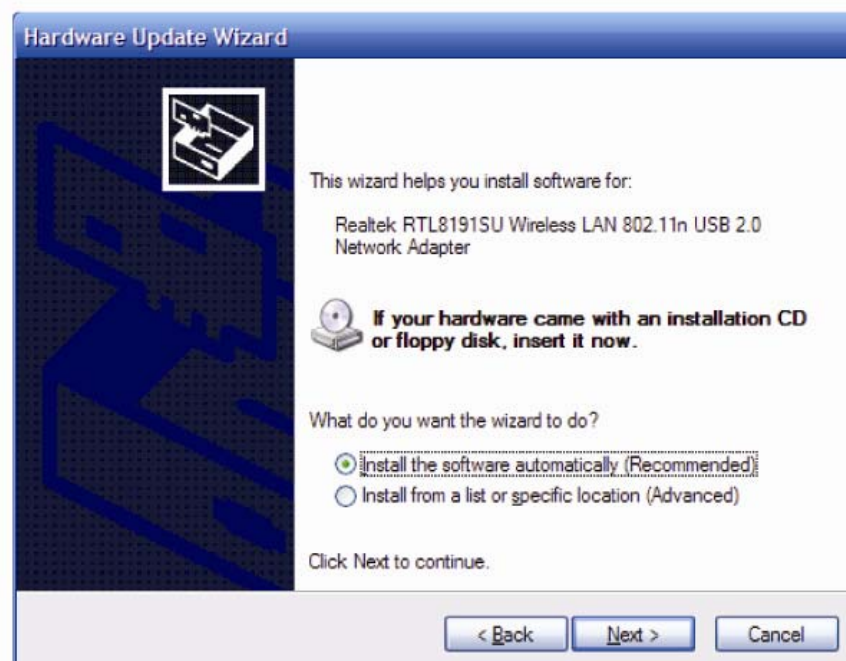 Hardware Update Wizard
This wizard helps you install software for:
Realtek RTL8191SU Wireless LAN 802.11n USB 2.0
Network Adapter
If your hardware came with an installation CD
or floppy disk, insert it now.
What do you want the wizard to do?
Install the software automatically (Recommended)
Install from a list or specific location (Advanced)
Click Next to continue.
< Back Next > Cancel